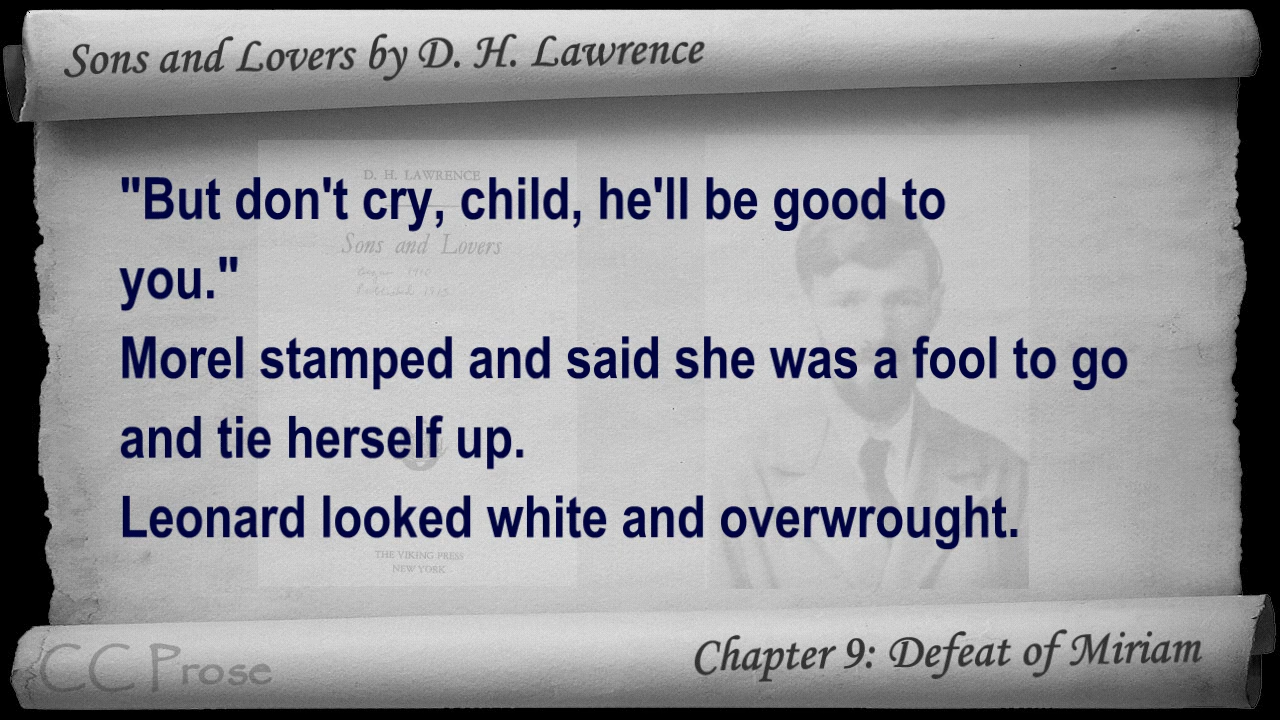 Sons and Lovers by D. H. Lawrence
D. H. LAWRENCE
"But don't cry, child, he'll be good to
Sons and Lovers
you."
Morel stamped and said she was a fool to go
and tie herself up.
Leonard looked white and overwrought.
THE VIKING PRESS
NEW YORK
CC Prose
Chapter 9: Defeat of Miriam